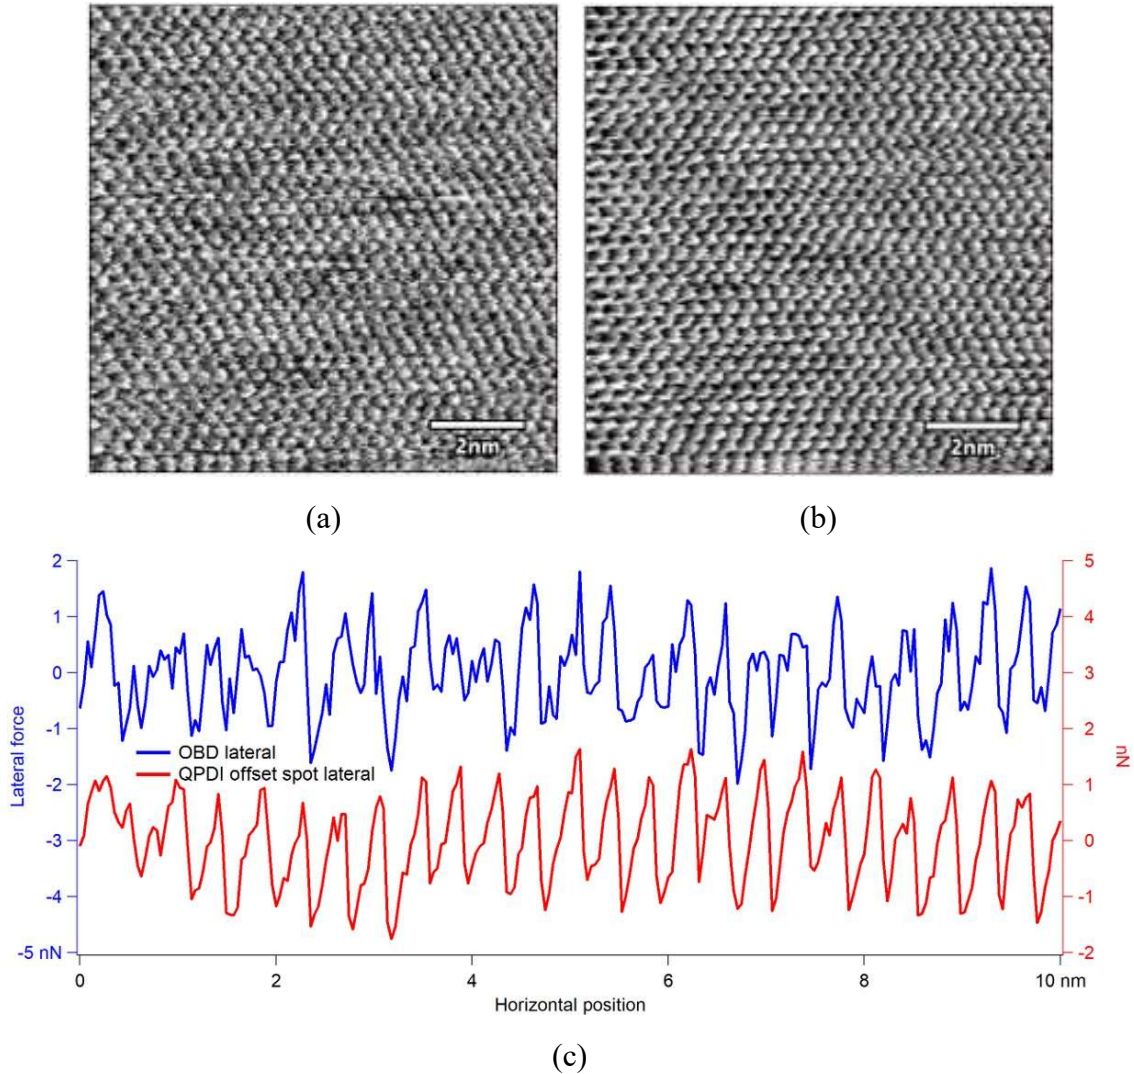 2nm
2nm
(a)
(b)
2
1
0
-1
-2
-3
-4
-5 nN
Lateral force
OBD lateral
QPDI offset spot lateral
5
4
3
2
1
0
-1
-2
nN
0
2
4
6
8
10 nm
Horizontal position
(c)